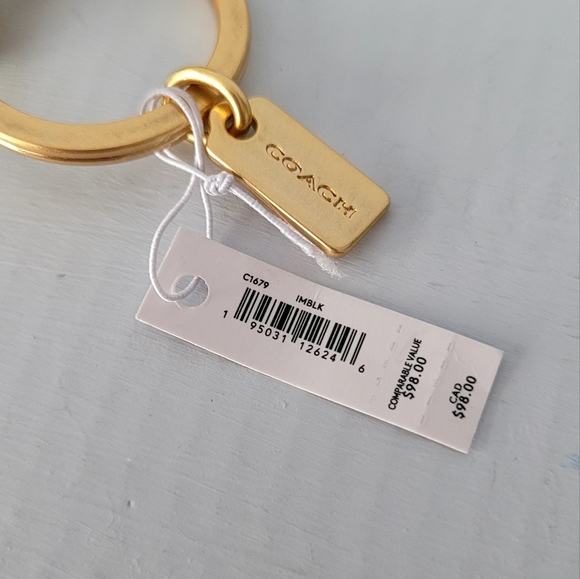 COACH
C1679 IMBLK
1 95031 12624 6
COMPARABLE VALUE
$98.00
CAD
$98.00